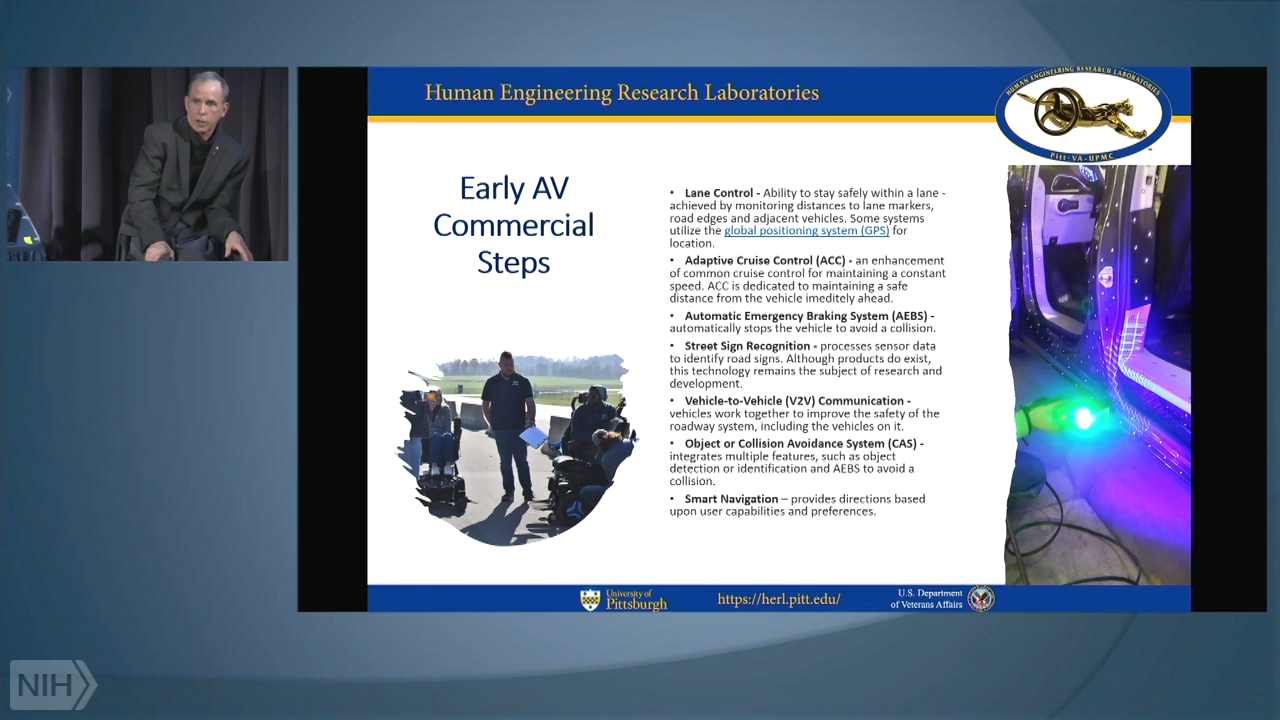 Human Engineering Research Laboratories
HUMAN ENGINEERING RESEARCH LABORATORIES
Pitt-VA-UPMC
Early AV
Commercial
Steps
• Lane Control - Ability to stay safely within a lane -
achieved by monitoring distances to lane markers,
road edges and adjacent vehicles. Some systems
utilize the global positioning system (GPS) for
location.
• Adaptive Cruise Control (ACC) - an enhancement
of common cruise control for maintaining a constant
speed. ACC is dedicated to maintaining a safe
distance from the vehicle imeditely ahead.
• Automatic Emergency Braking System (AEBS) -
automatically stops the vehicle to avoid a collision.
• Street Sign Recognition - processes sensor data
to identify road signs. Although products do exist,
this technology remains the subject of research and
development.
• Vehicle-to-Vehicle (V2V) Communication -
vehicles work together to improve the safety of the
roadway system, including the vehicles on it.
• Object or Collision Avoidance System (CAS) -
integrates multiple features, such as object
detection or identification and AEBS to avoid a
collision.
• Smart Navigation – provides directions based
upon user capabilities and preferences.
University of
Pittsburgh
https://herl.pitt.edu/
U.S. Department
of Veterans Affairs
NIH